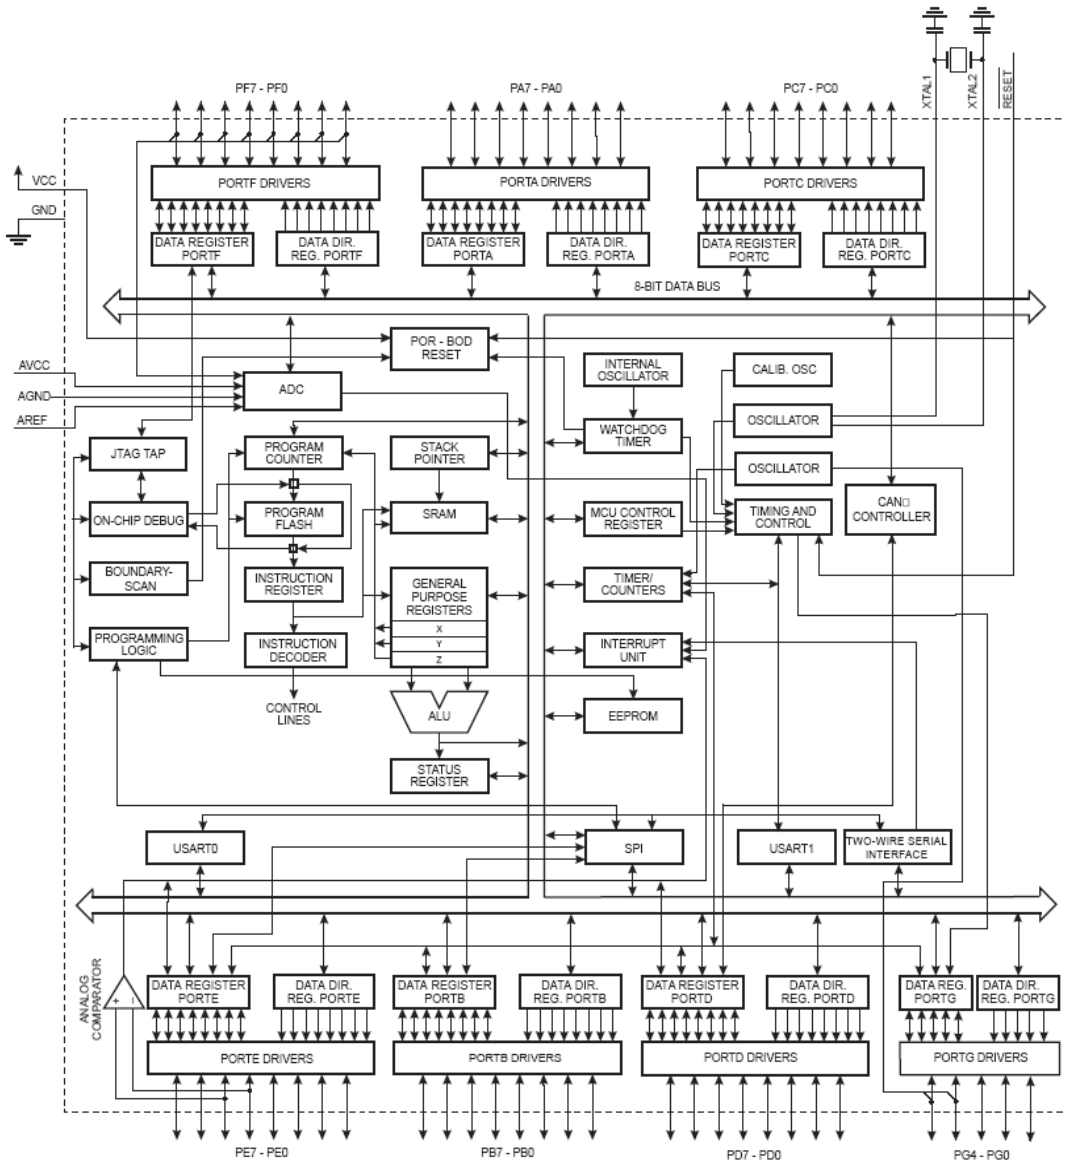 XTAL1
XTAL2
RESET
PF7 - PF0
PA7 - PA0
PC7 - PC0
VCC
GND
PORTF DRIVERS
PORTA DRIVERS
PORTC DRIVERS
DATA REGISTER
PORTF
DATA DIR.
REG. PORTF
DATA REGISTER
PORTA
DATA DIR.
REG. PORTA
DATA REGISTER
PORTC
DATA DIR.
REG. PORTC
8-BIT DATA BUS
POR - BOD
RESET
AVCC
AGND
AREF
ADC
INTERNAL
OSCILLATOR
CALIB. OSC
OSCILLATOR
WATCHDOG
TIMER
JTAG TAP
PROGRAM
COUNTER
STACK
POINTER
OSCILLATOR
ON-CHIP DEBUG
PROGRAM
FLASH
SRAM
MCU CONTROL
REGISTER
TIMING AND
CONTROL
CAN□
CONTROLLER
BOUNDARY-
SCAN
INSTRUCTION
REGISTER
GENERAL
PURPOSE
REGISTERS
X
Y
Z
TIMER/
COUNTERS
PROGRAMMING
LOGIC
INSTRUCTION
DECODER
INTERRUPT
UNIT
CONTROL
LINES
ALU
EEPROM
STATUS
REGISTER
USART0
SPI
USART1
TWO-WIRE SERIAL
INTERFACE
ANALOG
COMPARATOR
+
−
DATA REGISTER
PORTE
DATA DIR.
REG. PORTE
DATA REGISTER
PORTB
DATA DIR.
REG. PORTB
DATA REGISTER
PORTD
DATA DIR.
REG. PORTD
DATA REG.
PORTG
DATA DIR.
REG. PORTG
PORTE DRIVERS
PORTB DRIVERS
PORTD DRIVERS
PORTG DRIVERS
PE7 - PE0
PB7 - PB0
PD7 - PD0
PG4 - PG0